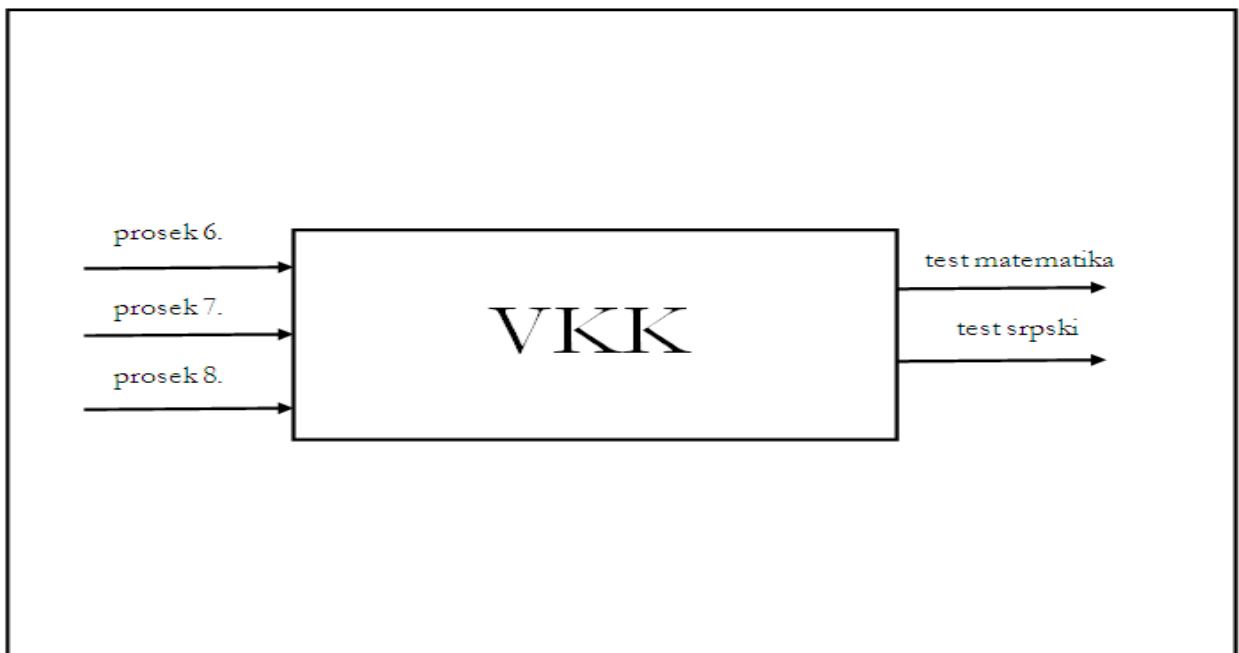 prosek 6.
prosek 7.
prosek 8.
VKK
test matematika
test srpski